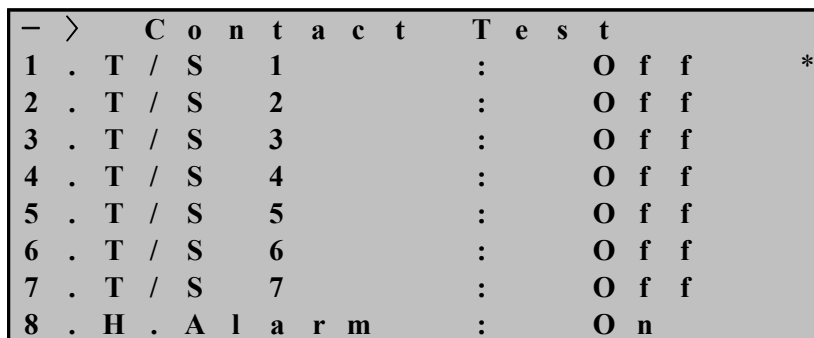 -> Contact Test
1.T/S 1 : Off *
2.T/S 2 : Off
3.T/S 3 : Off
4.T/S 4 : Off
5.T/S 5 : Off
6.T/S 6 : Off
7.T/S 7 : Off
8.H.Alarm : On